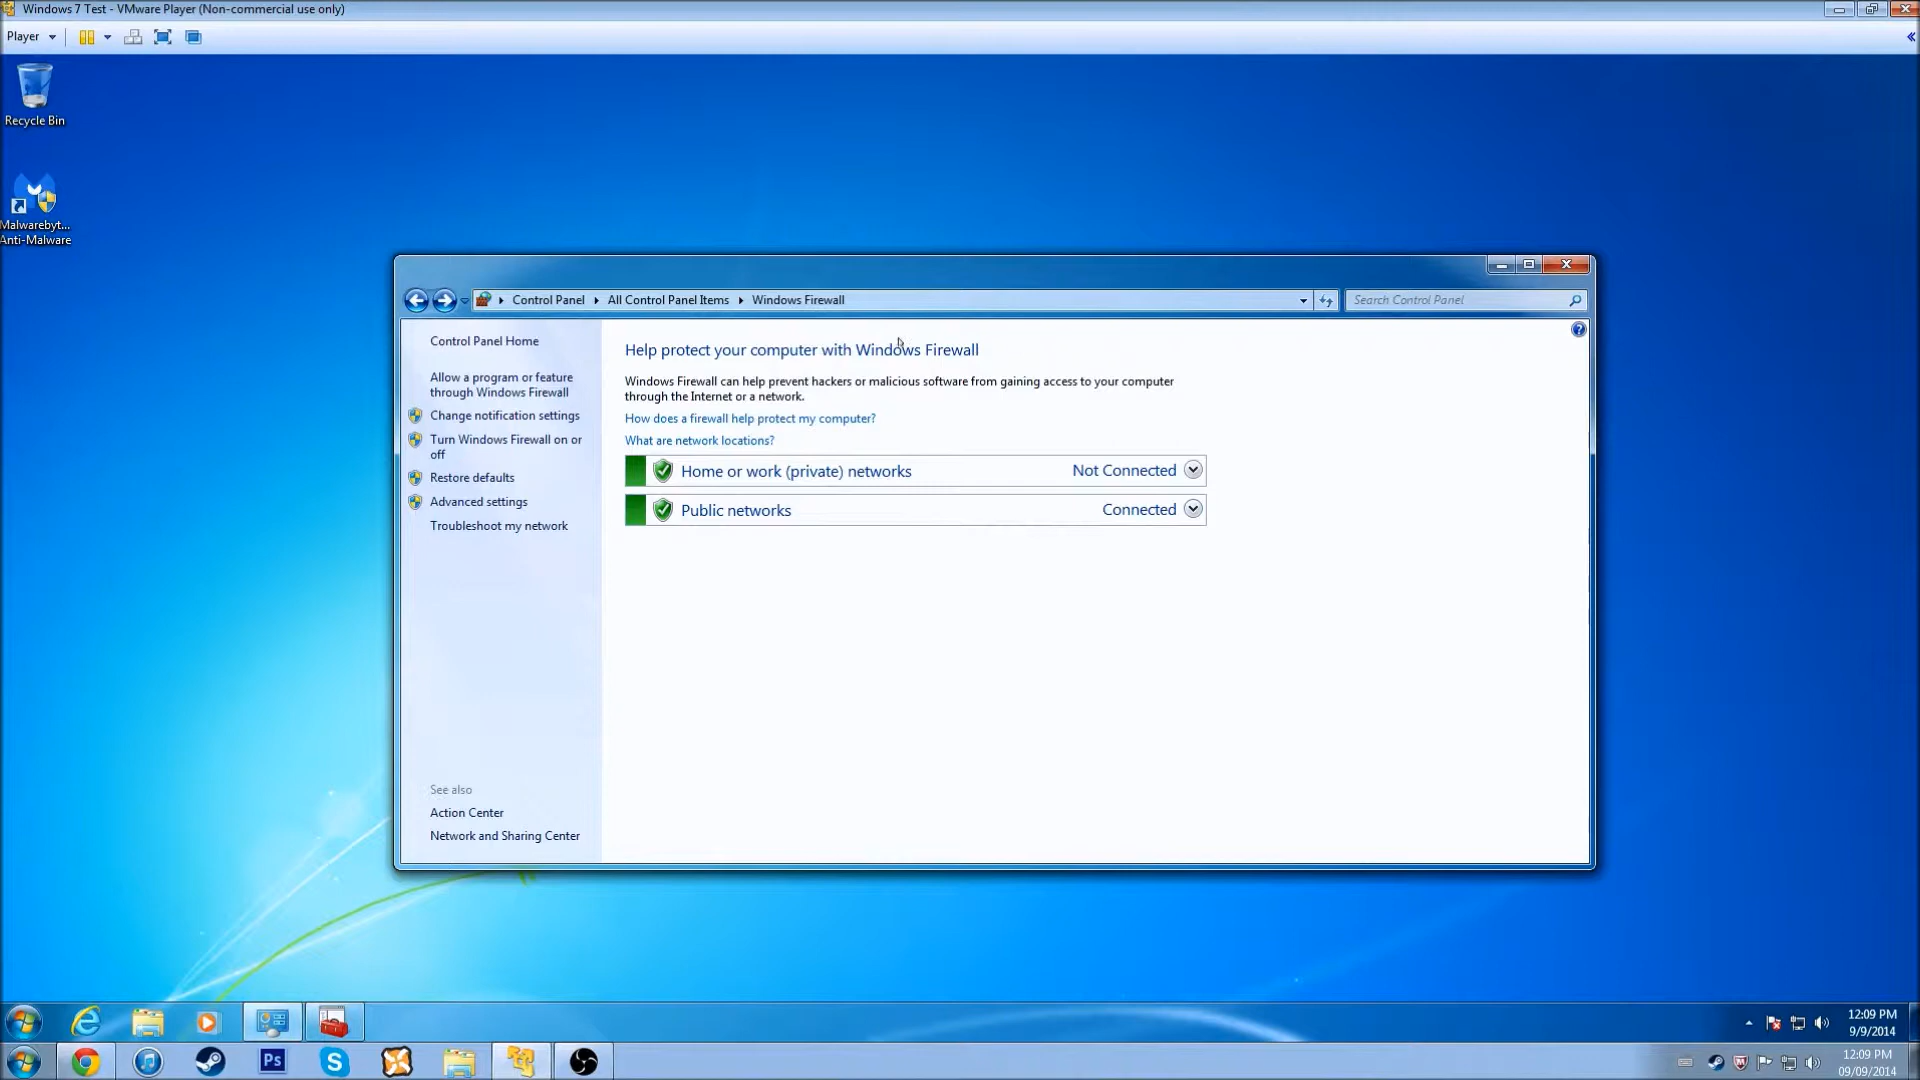 Windows 7 Test - VMware Player (Non-commercial use only)
Player
Recycle Bin
Malwarebyt...
Anti-Malware
Control Panel
All Control Panel Items
Windows Firewall
Search Control Panel
Control Panel Home
Allow a program or feature
through Windows Firewall
Change notification settings
Turn Windows Firewall on or
off
Restore defaults
Advanced settings
Troubleshoot my network
See also
Action Center
Network and Sharing Center
Help protect your computer with Windows Firewall
Windows Firewall can help prevent hackers or malicious software from gaining access to your computer
through the Internet or a network.
How does a firewall help protect my computer?
What are network locations?
Home or work (private) networks Not Connected
Public networks Connected
12:09 PM
9/9/2014
Ps
12:09 PM
09/09/2014